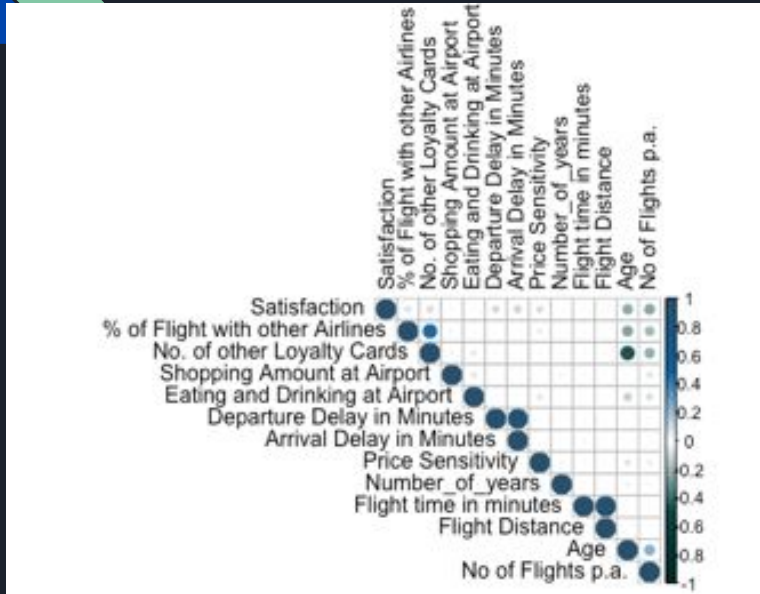 Satisfaction
% of Flight with other Airlines
No. of other Loyalty Cards
Shopping Amount at Airport
Eating and Drinking at Airport
Departure Delay in Minutes
Arrival Delay in Minutes
Price Sensitivity
Number_of_years
Flight time in minutes
Flight Distance
Age
No of Flights p.a.
Satisfaction
% of Flight with other Airlines
No. of other Loyalty Cards
Shopping Amount at Airport
Eating and Drinking at Airport
Departure Delay in Minutes
Arrival Delay in Minutes
Price Sensitivity
Number_of_years
Flight time in minutes
Flight Distance
Age
No of Flights p.a.
1
0.8
0.6
0.4
0.2
0
-0.2
-0.4
-0.6
-0.8
-1